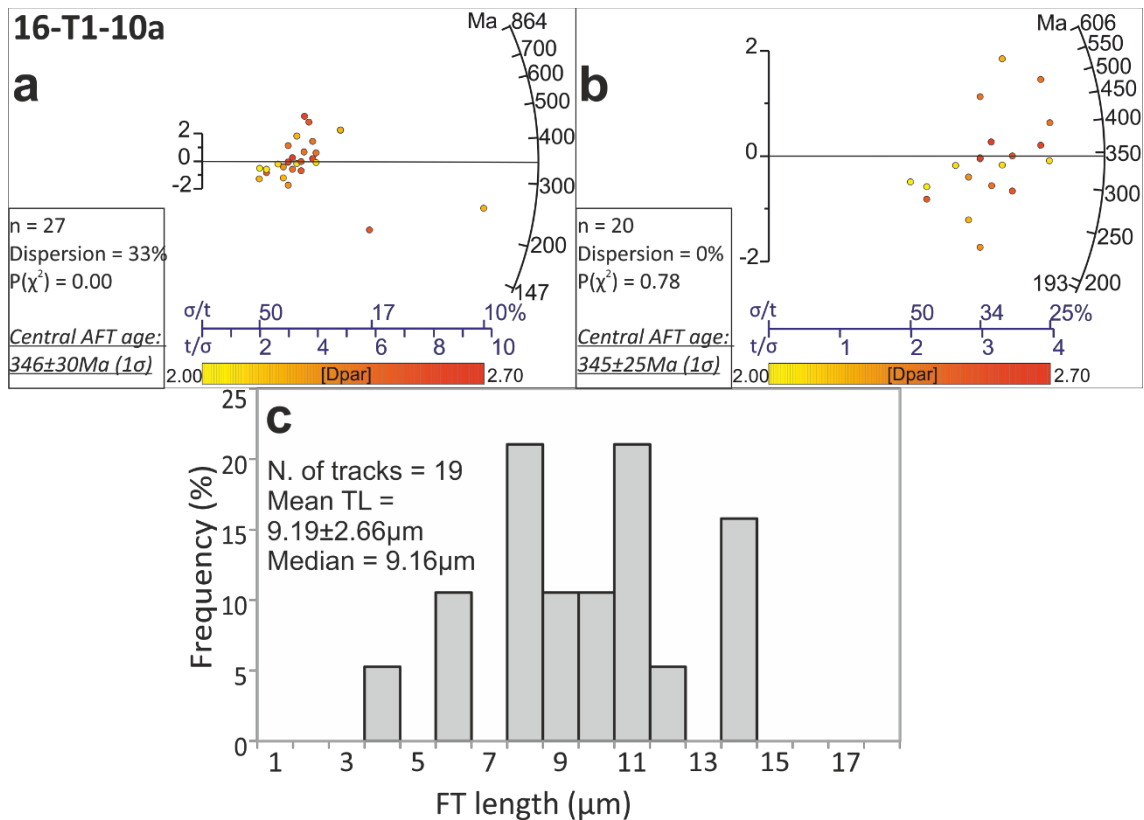 16-T1-10a
a
Ma 864
700
600
500
400
300
200
147
2
0
-2
n = 27
Dispersion = 33%
P(χ²) = 0.00
Central AFT age:
346±30Ma (1σ)
σ/t 50 17 10%
t/σ 2 4 6 8 10
2.00 [Dpar] 2.70
b
Ma 606
550
500
450
400
350
300
250
193 200
2
0
-2
n = 20
Dispersion = 0%
P(χ²) = 0.78
Central AFT age:
345±25Ma (1σ)
σ/t 50 34 25%
t/σ 1 2 3 4
2.00 [Dpar] 2.70
c
N. of tracks = 19
Mean TL =
9.19±2.66µm
Median = 9.16µm
Frequency (%)
25
20
15
10
5
0
1 3 5 7 9 11 13 15 17
FT length (µm)